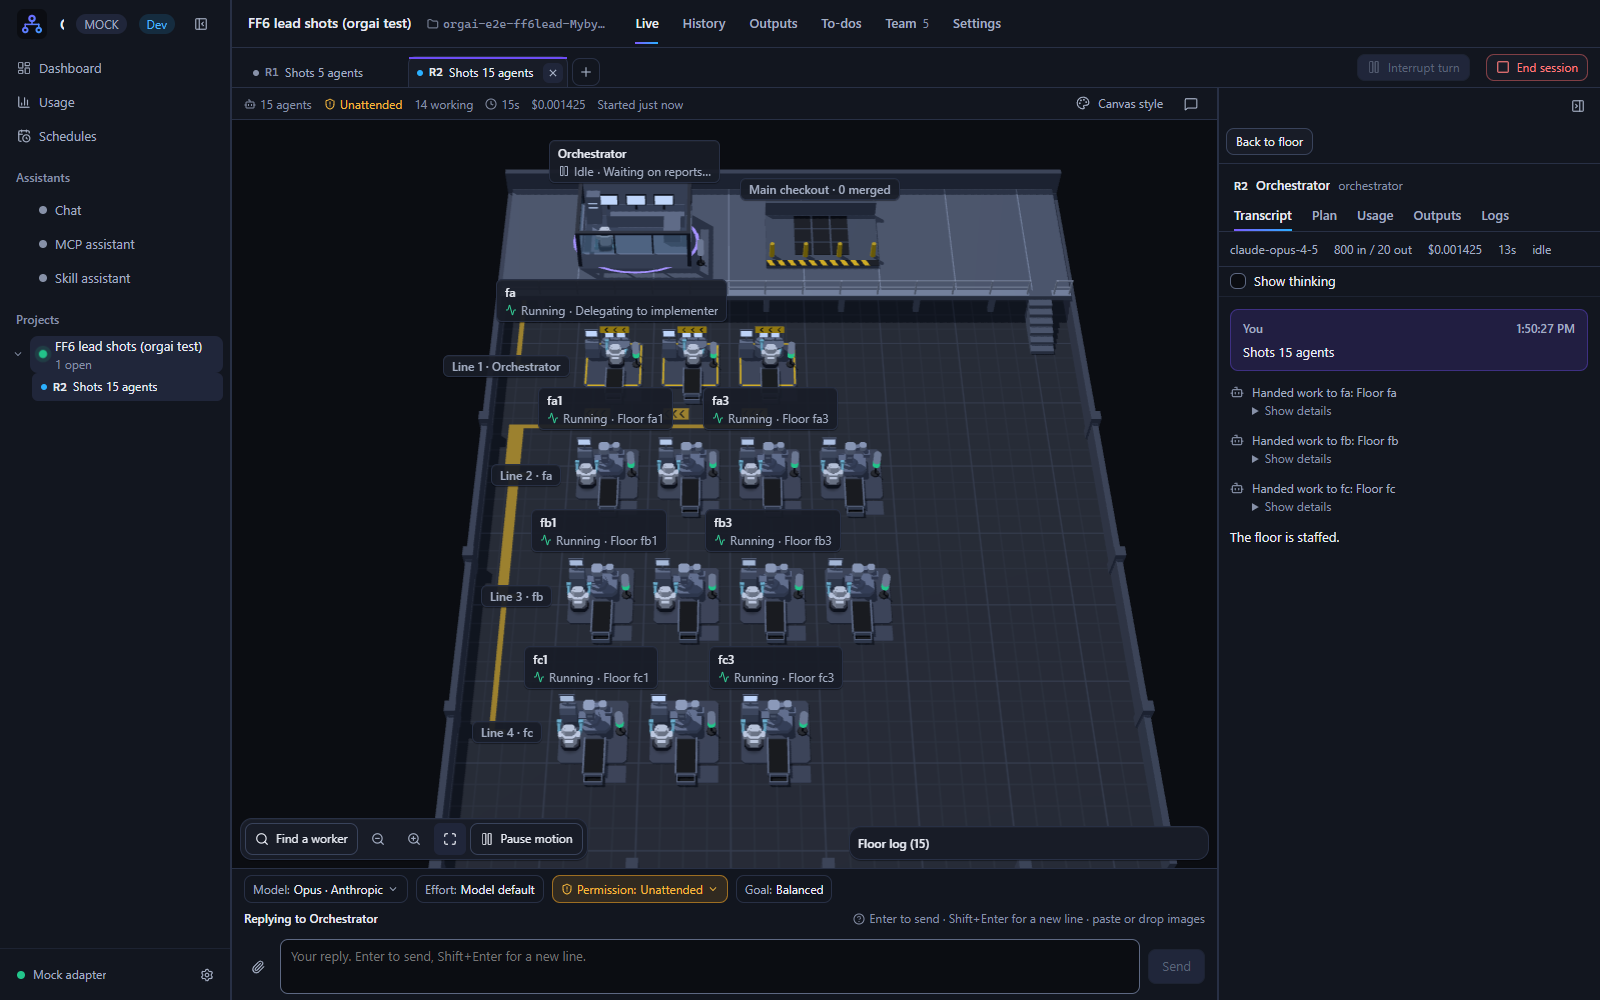 MOCK
Dev
Dashboard
Usage
Schedules
Assistants
Chat
MCP assistant
Skill assistant
Projects
FF6 lead shots (orgai test)
1 open
R2 Shots 15 agents
Mock adapter
FF6 lead shots (orgai test)
orgai-e2e-ff6lead-Myby…
Live
History
Outputs
To-dos
Team 5
Settings
R1 Shots 5 agents
R2 Shots 15 agents
Interrupt turn
End session
15 agents
Unattended
14 working
15s
$0.001425
Started just now
Canvas style
Orchestrator
Idle · Waiting on reports…
Main checkout · 0 merged
fa
Running · Delegating to implementer
Line 1 · Orchestrator
fa1
Running · Floor fa1
fa3
Running · Floor fa3
Line 2 · fa
fb1
Running · Floor fb1
fb3
Running · Floor fb3
Line 3 · fb
fc1
Running · Floor fc1
fc3
Running · Floor fc3
Line 4 · fc
Find a worker
Pause motion
Floor log (15)
Model: Opus · Anthropic
Effort: Model default
Permission: Unattended
Goal: Balanced
Replying to Orchestrator
Enter to send · Shift+Enter for a new line · paste or drop images
Your reply. Enter to send, Shift+Enter for a new line.
Send
Back to floor
R2 Orchestrator orchestrator
Transcript
Plan
Usage
Outputs
Logs
claude-opus-4-5
800 in / 20 out
$0.001425
13s
idle
Show thinking
You
1:50:27 PM
Shots 15 agents
Handed work to fa: Floor fa
Show details
Handed work to fb: Floor fb
Show details
Handed work to fc: Floor fc
Show details
The floor is staffed.